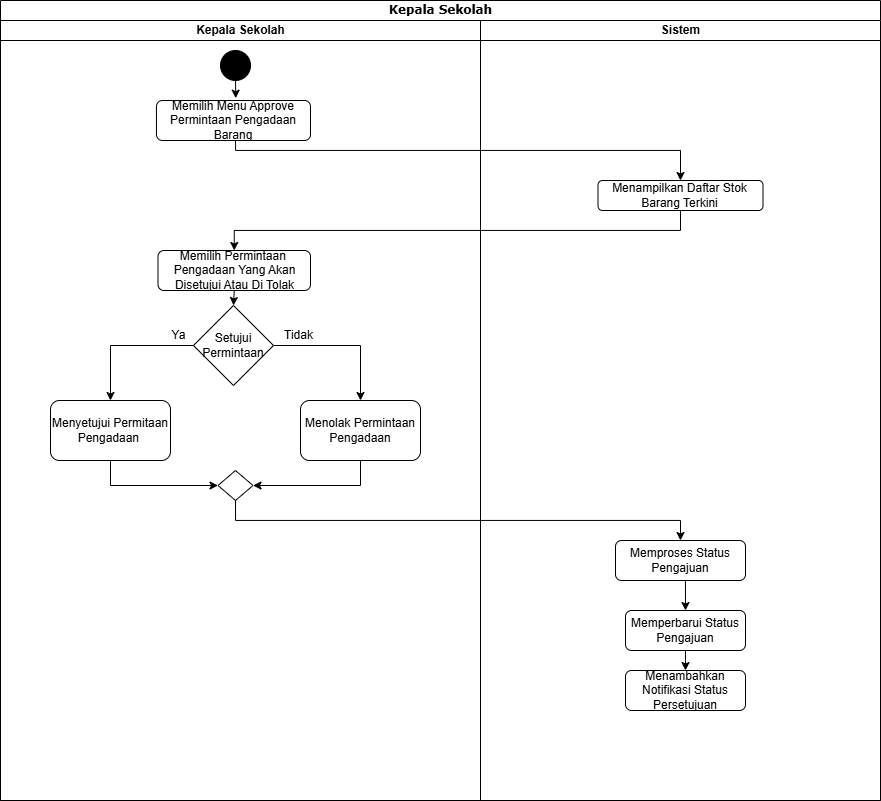 Kepala Sekolah
Kepala Sekolah
Sistem
Memilih Menu Approve
Permintaan Pengadaan
Barang
Menampilkan Daftar Stok
Barang Terkini
Memilih Permintaan
Pengadaan Yang Akan
Disetujui Atau Di Tolak
Ya
Setujui
Permintaan
Tidak
Menyetujui Permitaan
Pengadaan
Menolak Permintaan
Pengadaan
Memproses Status
Pengajuan
Memperbarui Status
Pengajuan
Menambahkan
Notifikasi Status
Persetujuan